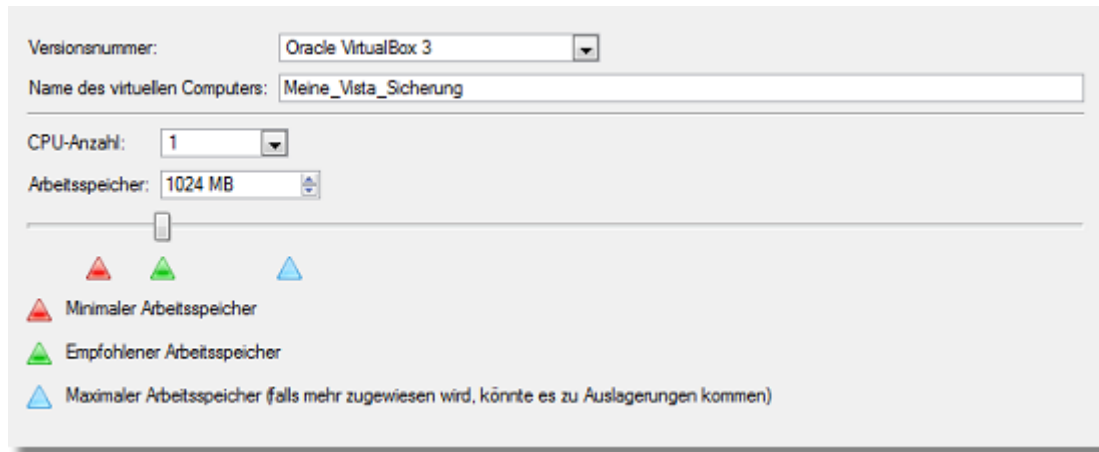 Versionsnummer: Oracle VirtualBox 3
Name des virtuellen Computers: Meine_Vista_Sicherung
CPU-Anzahl: 1
Arbeitsspeicher: 1024 MB
Minimaler Arbeitsspeicher
Empfohlener Arbeitsspeicher
Maximaler Arbeitsspeicher (falls mehr zugewiesen wird, könnte es zu Auslagerungen kommen)